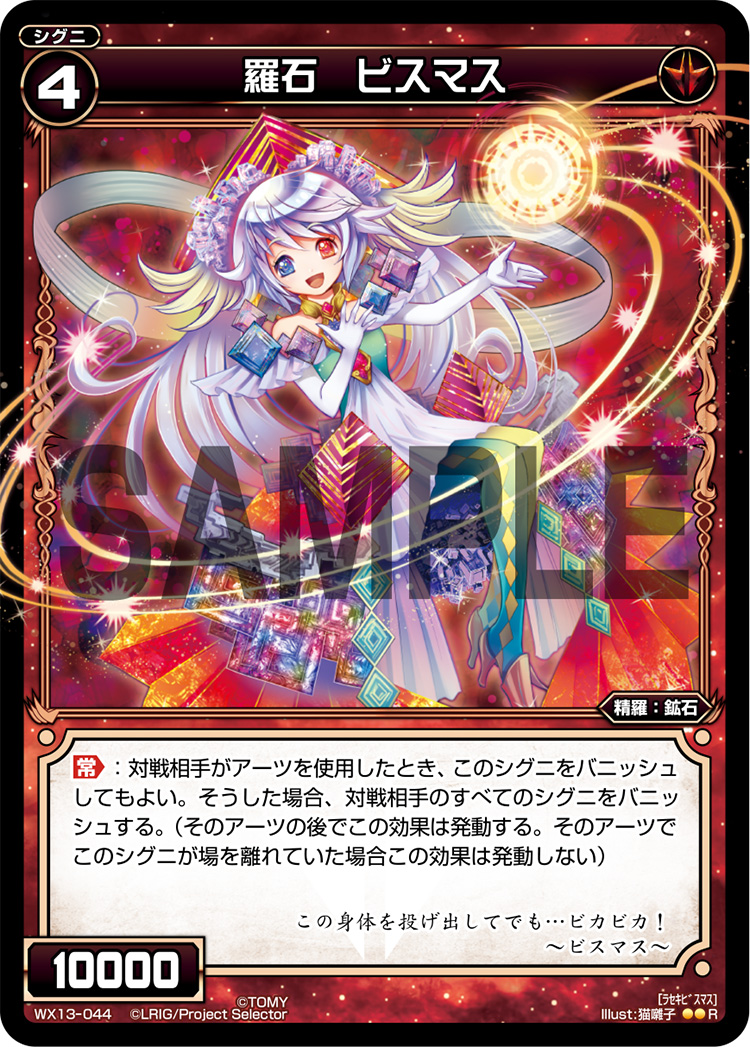 シグニ
4
羅石　ビスマス
SAMPLE
精羅：鉱石
常：対戦相手がアーツを使用したとき、このシグニをバニッシュ
してもよい。そうした場合、対戦相手のすべてのシグニをバニッ
シュする。（そのアーツの後でこの効果は発動する。そのアーツで
このシグニが場を離れていた場合この効果は発動しない）
この身体を投げ出してでも…ビカビカ！
～ビスマス～
10000
©TOMY
WX13-044 ©LRIG/Project Selector
[ﾗｾｷﾋﾞｽﾏｽ]
Illust:猫囃子 R